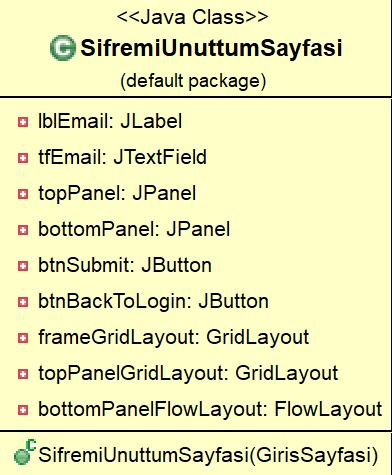 <<Java Class>>
SifremiUnuttumSayfasi
(default package)
lblEmail: JLabel
tfEmail: JTextField
topPanel: JPanel
bottomPanel: JPanel
btnSubmit: JButton
btnBackToLogin: JButton
frameGridLayout: GridLayout
topPanelGridLayout: GridLayout
bottomPanelFlowLayout: FlowLayout
SifremiUnuttumSayfasi(GirisSayfasi)